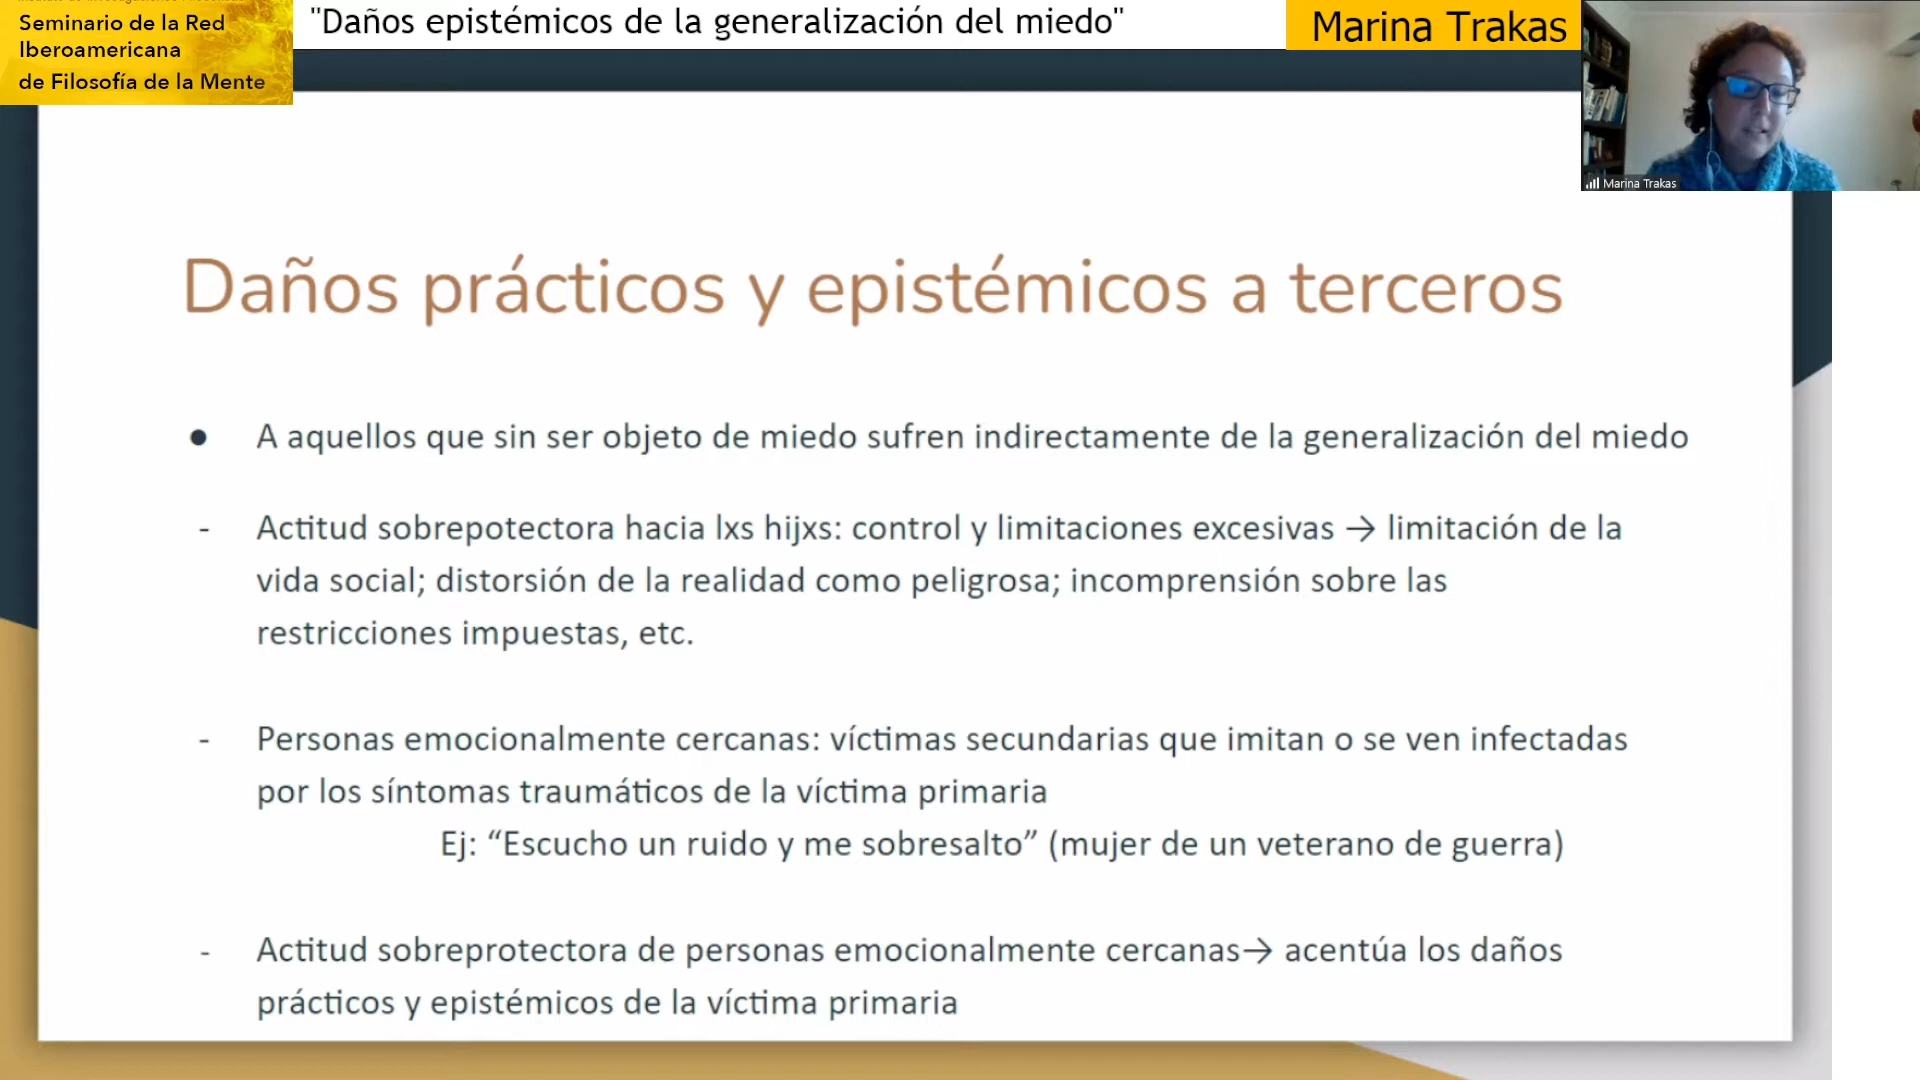 Seminario de la Red
Iberoamericana
de Filosofía de la Mente
"Daños epistémicos de la generalización del miedo"
Marina Trakas
Marina Trakas
Daños prácticos y epistémicos a terceros
● A aquellos que sin ser objeto de miedo sufren indirectamente de la generalización del miedo
- Actitud sobrepotectora hacia lxs hijxs: control y limitaciones excesivas → limitación de la
vida social; distorsión de la realidad como peligrosa; incomprensión sobre las
restricciones impuestas, etc.
- Personas emocionalmente cercanas: víctimas secundarias que imitan o se ven infectadas
por los síntomas traumáticos de la víctima primaria
Ej: “Escucho un ruido y me sobresalto” (mujer de un veterano de guerra)
- Actitud sobreprotectora de personas emocionalmente cercanas→ acentúa los daños
prácticos y epistémicos de la víctima primaria